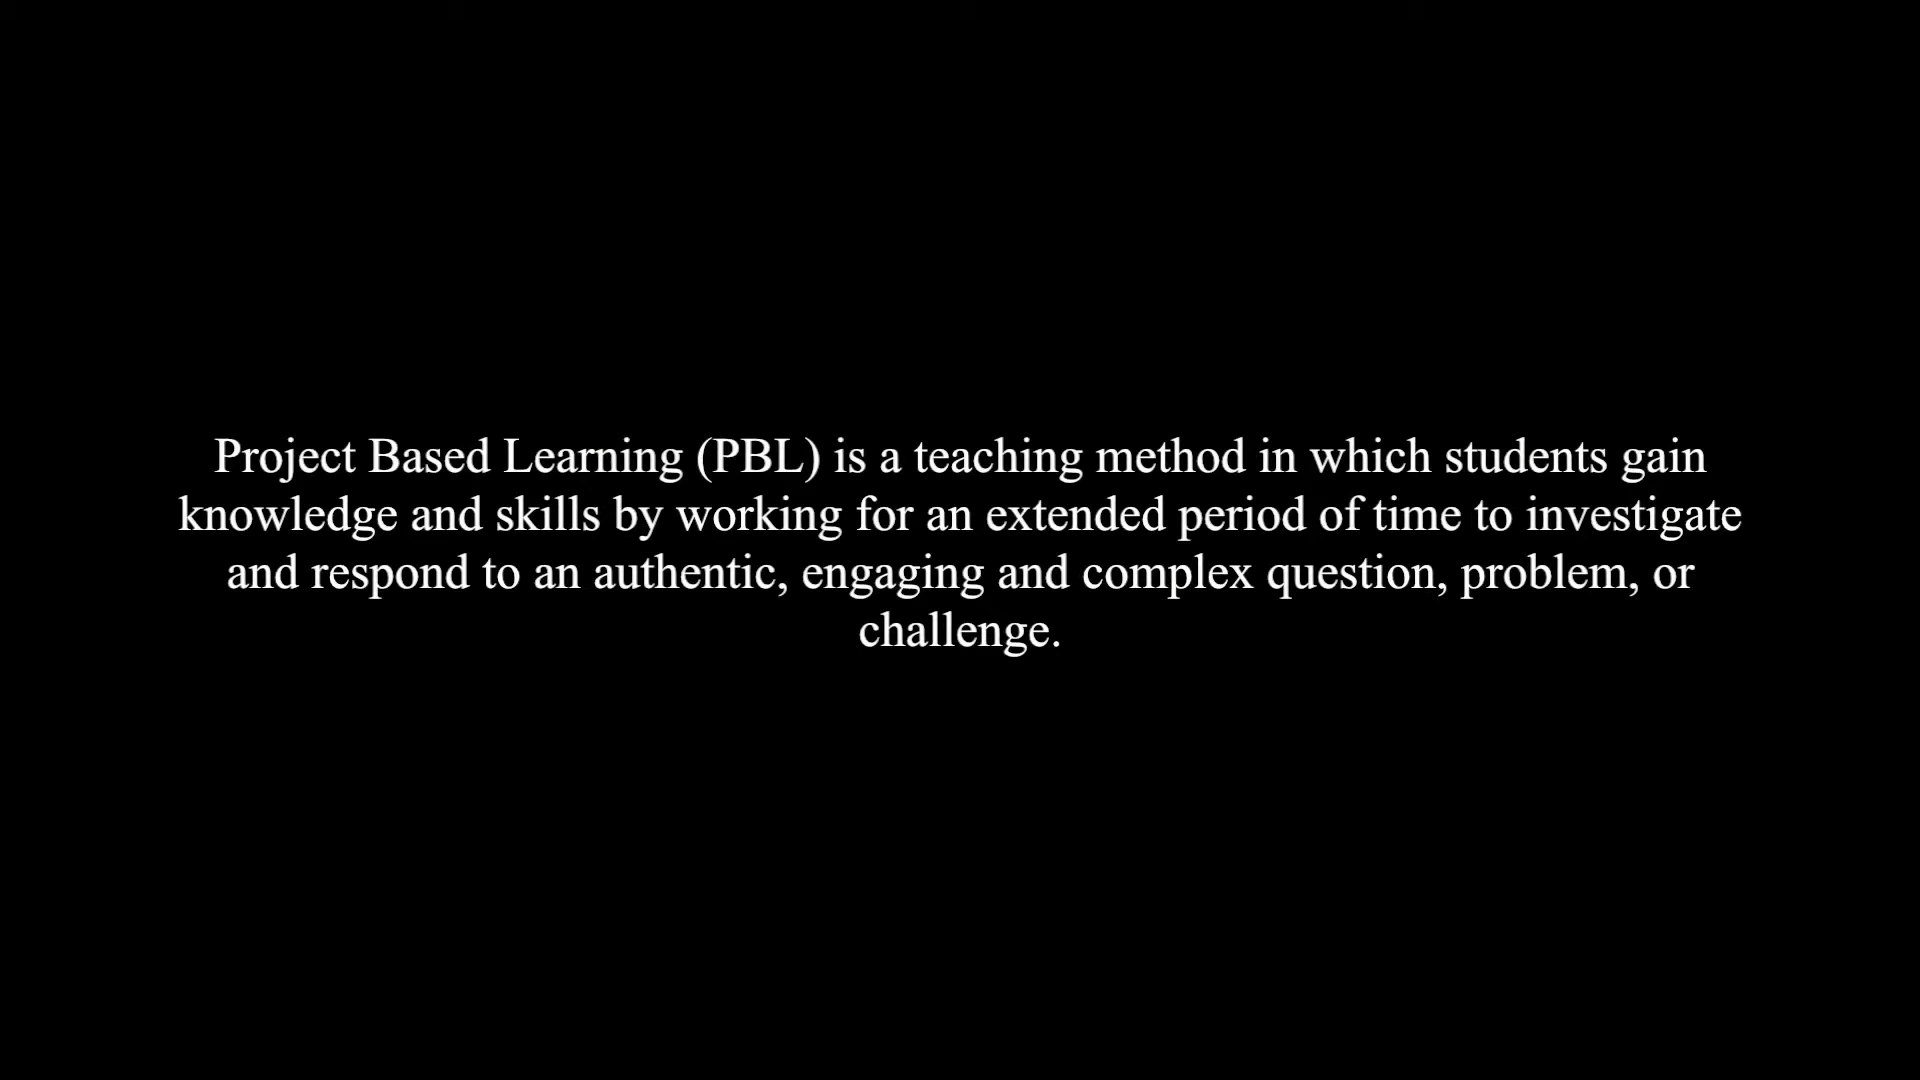 Project Based Learning (PBL) is a teaching method in which students gain
knowledge and skills by working for an extended period of time to investigate
and respond to an authentic, engaging and complex question, problem, or
challenge.